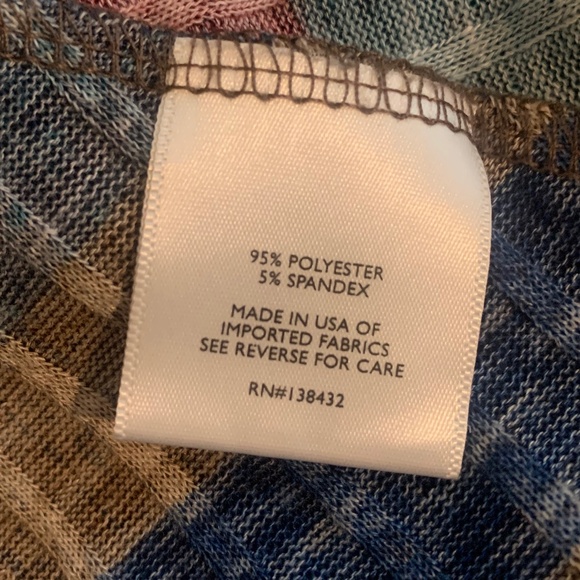 95% POLYESTER
5% SPANDEX
MADE IN USA OF
IMPORTED FABRICS
SEE REVERSE FOR CARE
RN#138432